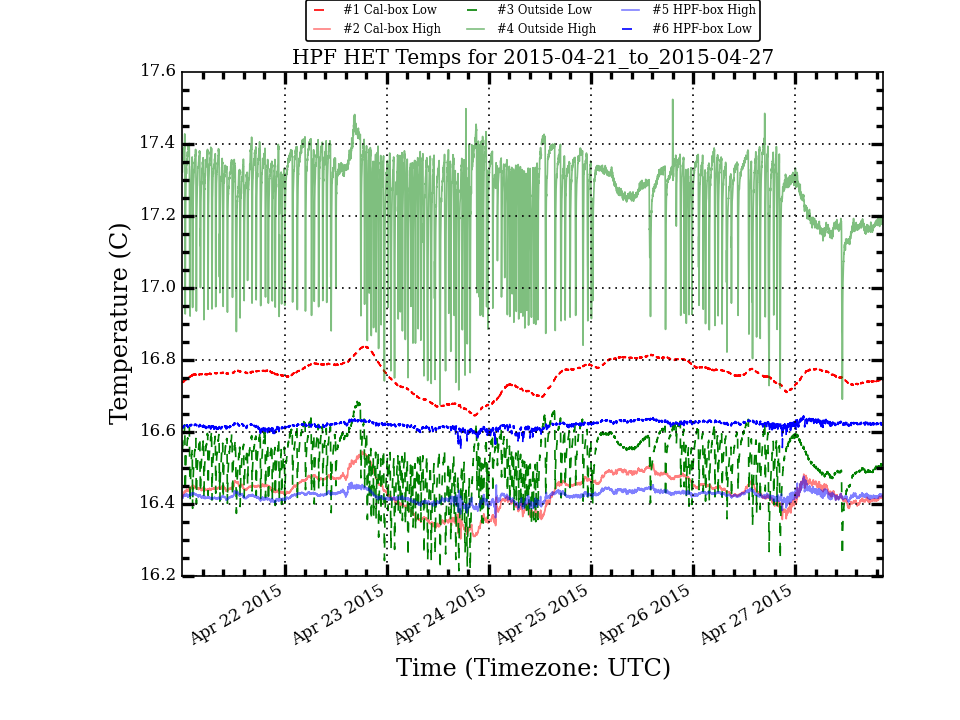 #1 Cal-box Low #3 Outside Low #5 HPF-box High
#2 Cal-box High #4 Outside High #6 HPF-box Low
HPF HET Temps for 2015-04-21_to_2015-04-27
17.6
17.4
17.2
17.0
16.8
16.6
16.4
16.2
Temperature (C)
Apr 22 2015 Apr 23 2015 Apr 24 2015 Apr 25 2015 Apr 26 2015 Apr 27 2015
Time (Timezone: UTC)